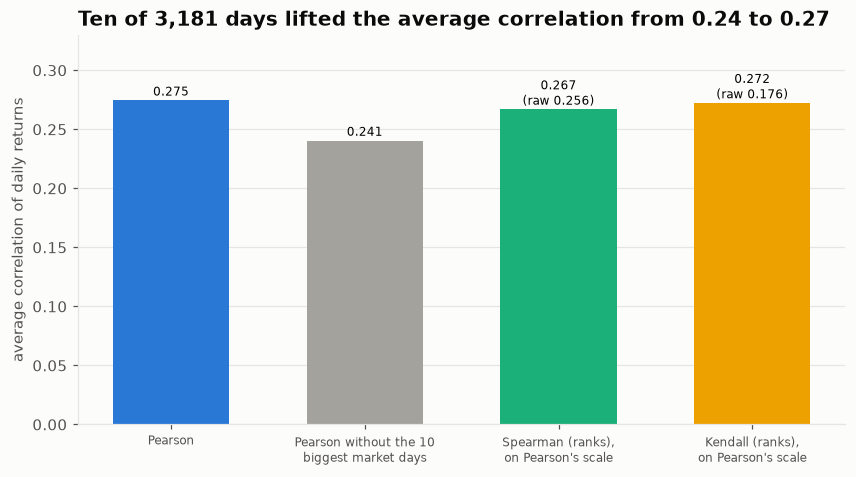 Ten of 3,181 days lifted the average correlation from 0.24 to 0.27
average correlation of daily returns
0.30
0.25
0.20
0.15
0.10
0.05
0.00
0.275
0.241
0.267
(raw 0.256)
0.272
(raw 0.176)
Pearson
Pearson without the 10
biggest market days
Spearman (ranks),
on Pearson's scale
Kendall (ranks),
on Pearson's scale